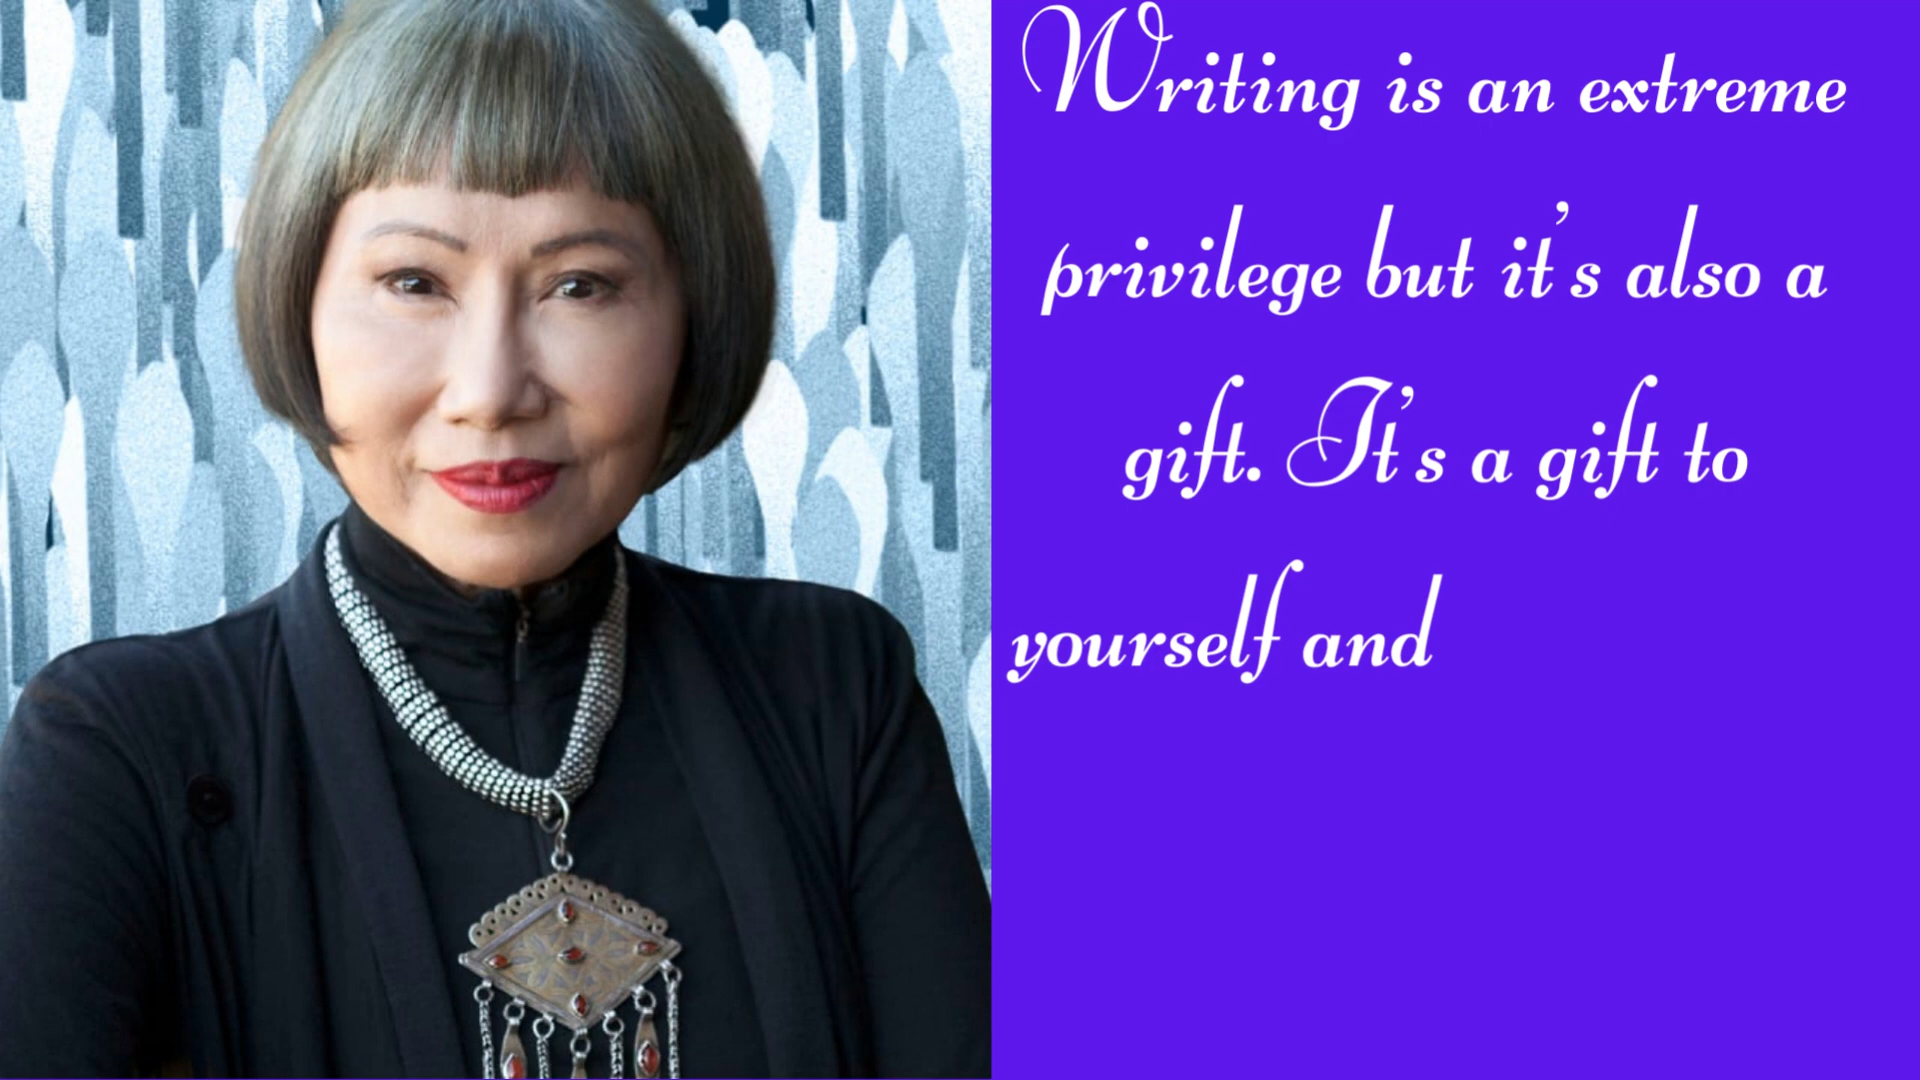 Writing is an extreme
privilege but it's also a
gift. It's a gift to
yourself and